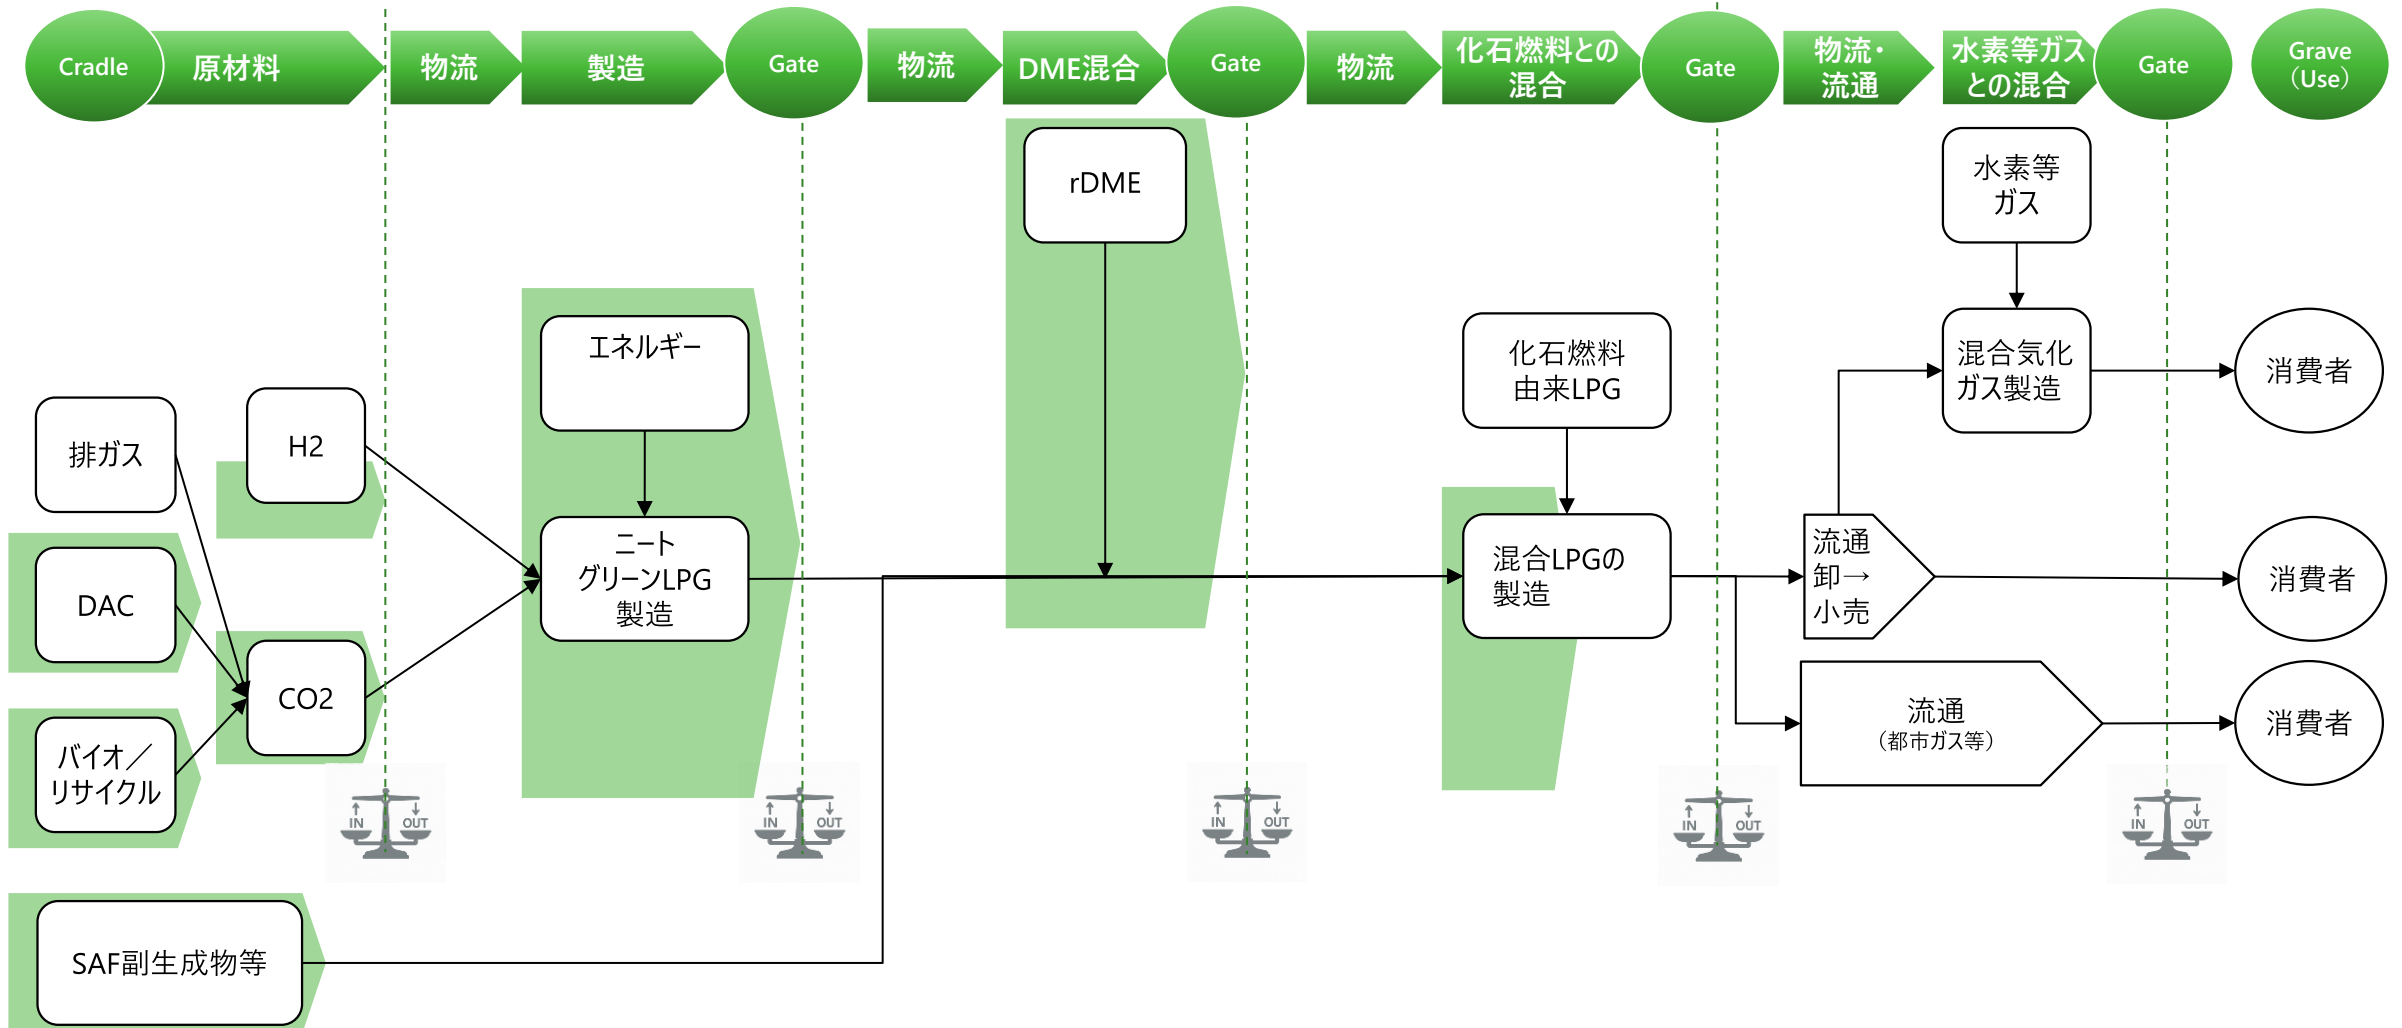 Cradle
原材料
物流
製造
Gate
物流
DME混合
Gate
物流
化石燃料との
混合
Gate
物流・
流通
水素等ガス
との混合
Gate
Grave
（Use）
rDME
水素等
ガス
エネルギー
化石燃料
由来LPG
混合気化
ガス製造
消費者
排ガス
H2
DAC
CO2
バイオ／
リサイクル
ニート
グリーンLPG
製造
混合LPGの
製造
流通
卸→
小売
消費者
流通
（都市ガス等）
消費者
IN
OUT
IN
OUT
IN
OUT
IN
OUT
IN
OUT
SAF副生成物等